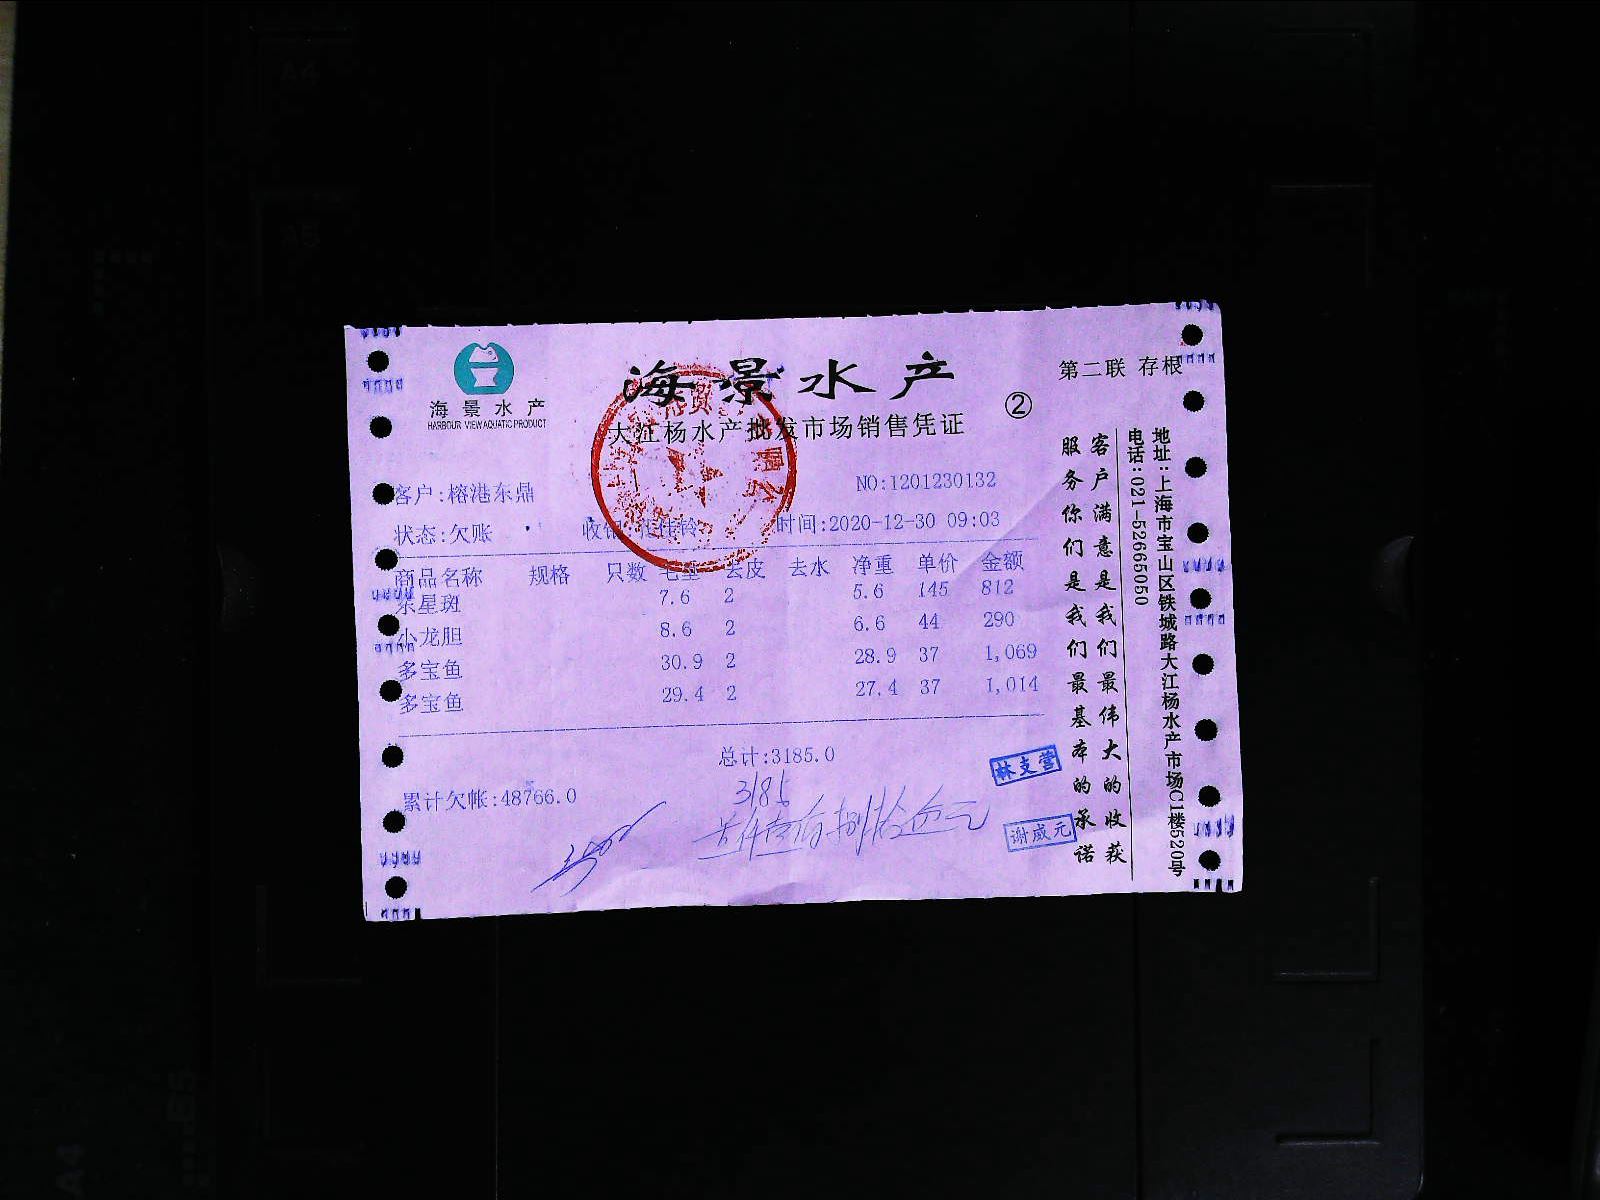 海景水产
HARBOUR VIEW AQUATIC PRODUCT
海景水产
大江杨水产批发市场销售凭证
②
第二联 存根
客户:榕港东鼎
NO:1201230132
状态:欠账
收银
时间:2020-12-30 09:03
商品名称 规格 只数 毛重 去皮 去水 净重 单价 金额
东星斑 7.6 2 5.6 145 812
小龙胆 8.6 2 6.6 44 290
多宝鱼 30.9 2 28.9 37 1,069
多宝鱼 29.4 2 27.4 37 1,014
总计:3185.0
累计欠帐:48766.0
3185
林支营
谢威元
客户满意是我们最伟大的收获
服务你们是我们最基本的承诺
地址:上海市宝山区铁城路大江杨水产市场C1楼520号
电话:021-52665050
A4
A5